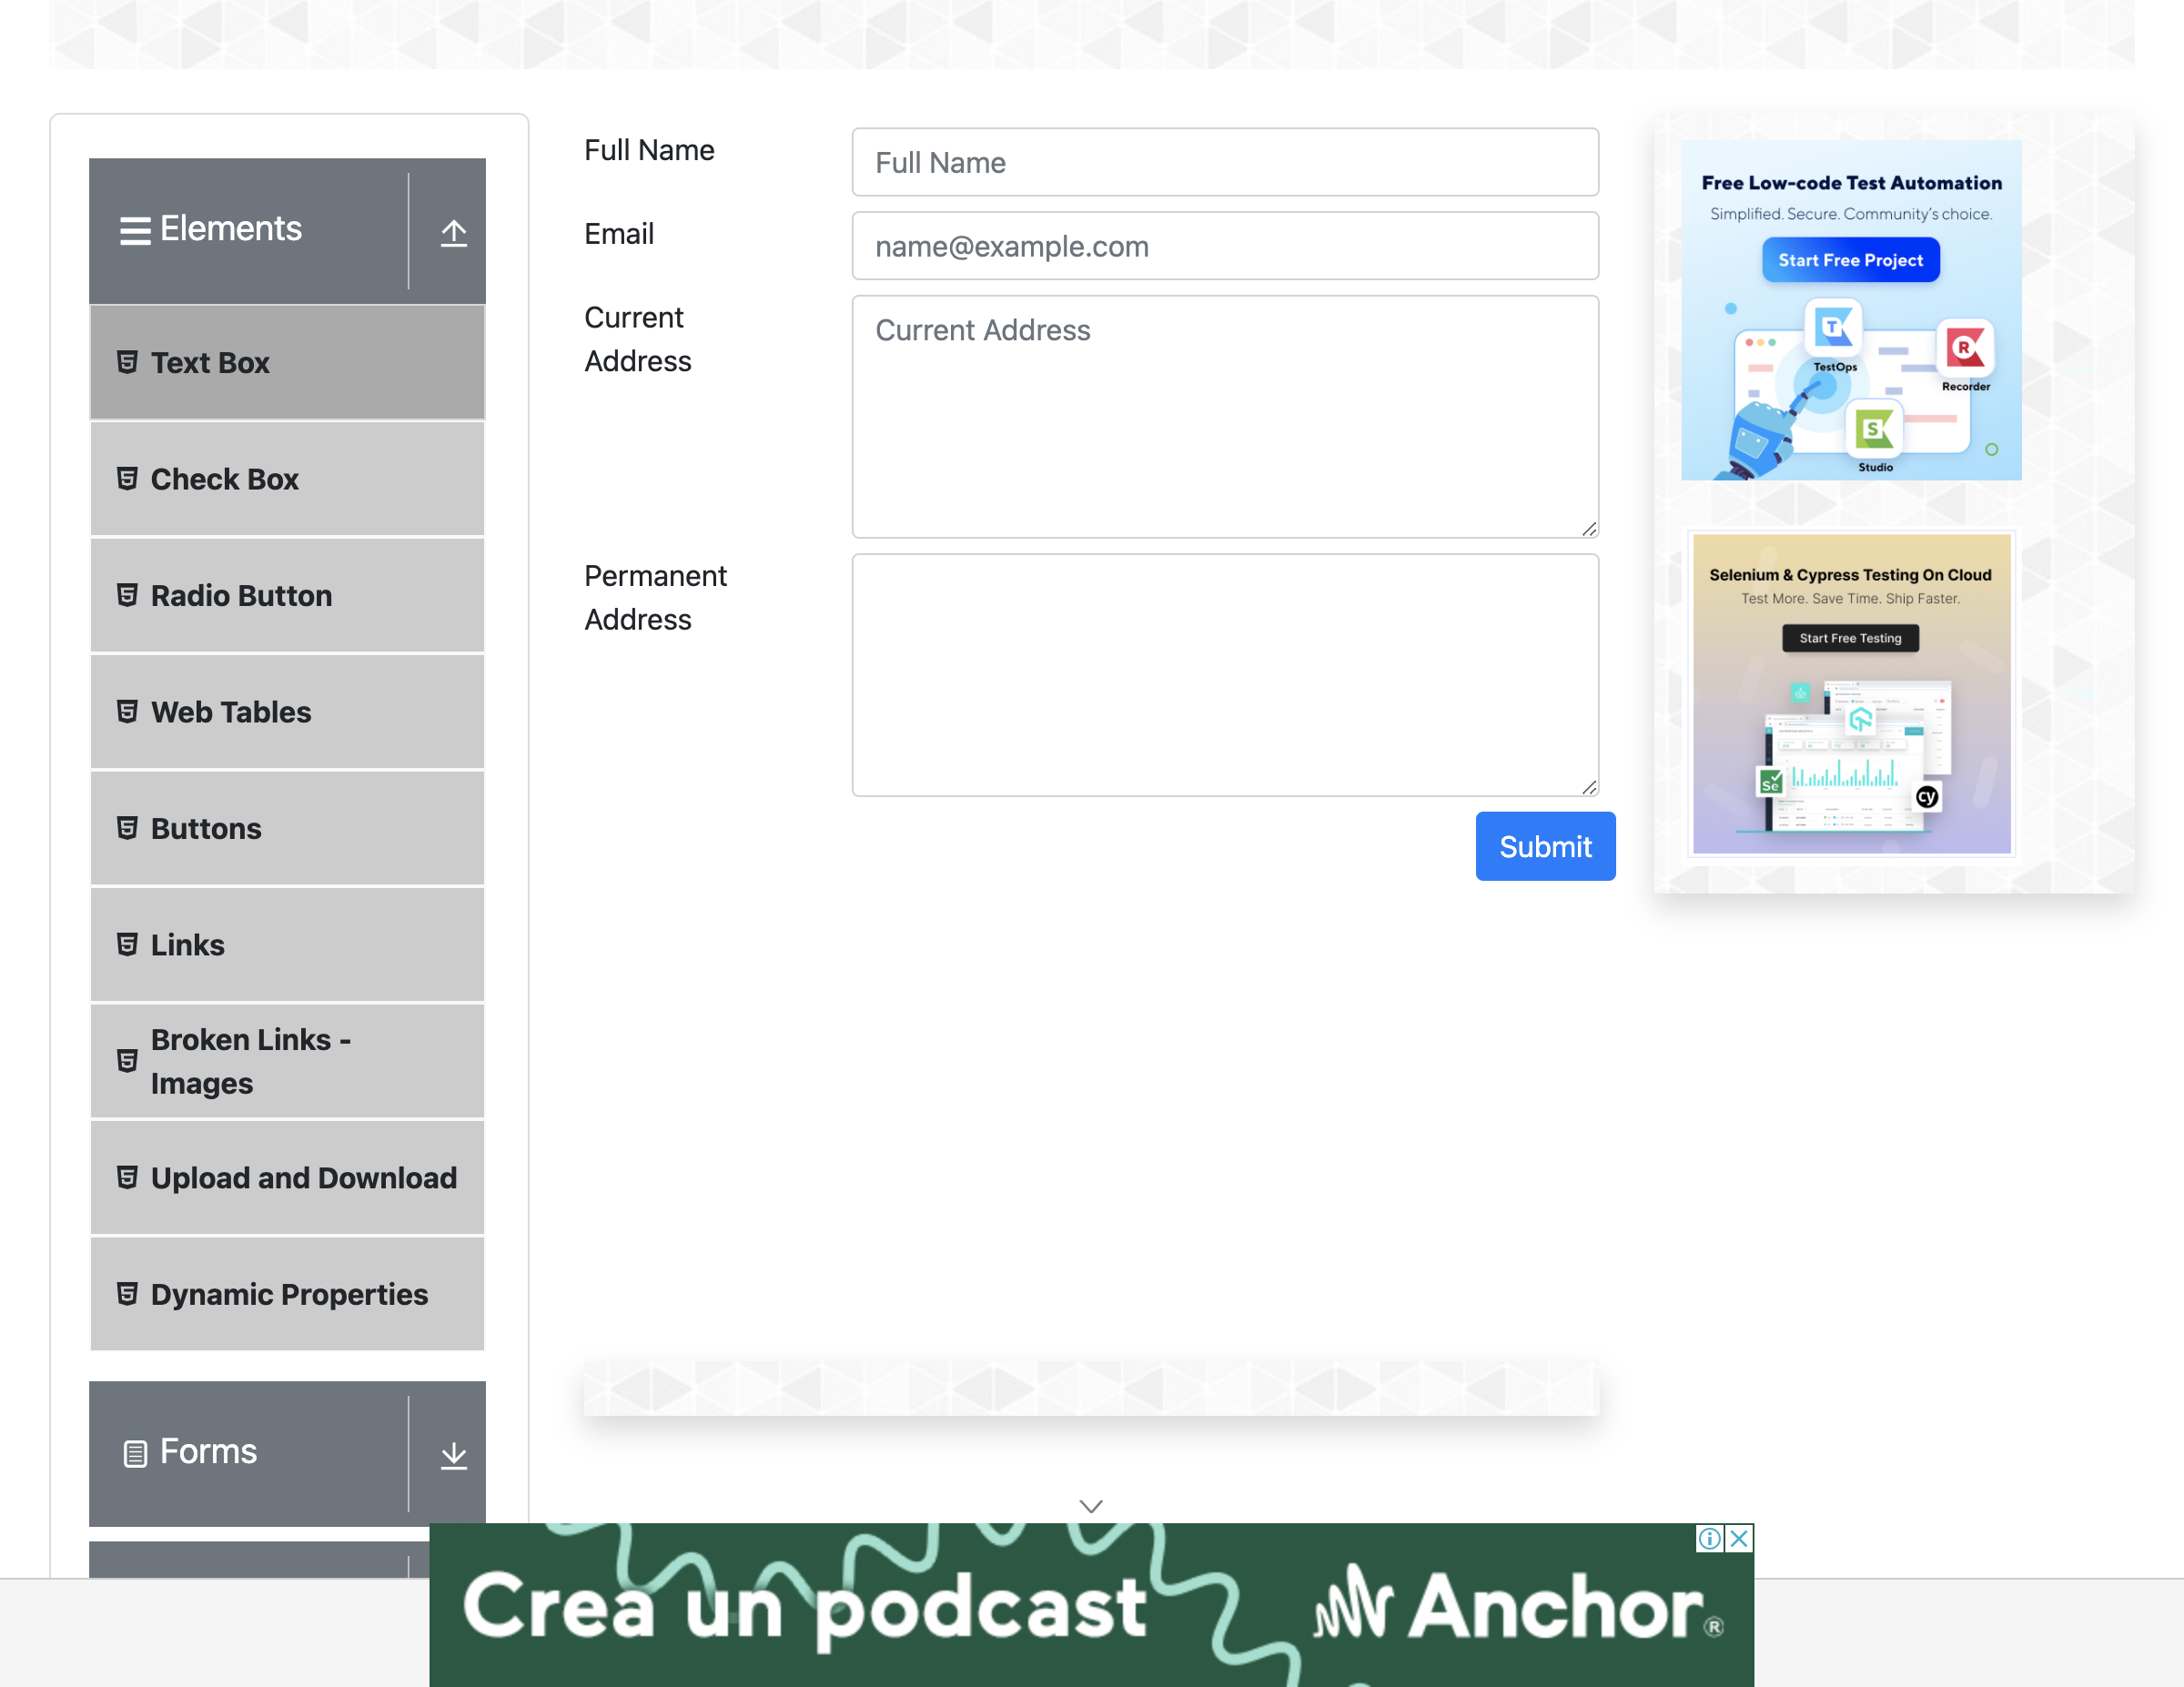 Elements
Text Box
Check Box
Radio Button
Web Tables
Buttons
Links
Broken Links -
Images
Upload and Download
Dynamic Properties
Forms
Full Name
Full Name
Email
name@example.com
Current
Address
Current Address
Permanent
Address
Submit
Free Low-code Test Automation
Simplified. Secure. Community's choice.
Start Free Project
T
TestOps
R
Recorder
S
Studio
Selenium & Cypress Testing On Cloud
Test More. Save Time. Ship Faster.
Start Free Testing
Se
cy
Crea un podcast
Anchor®